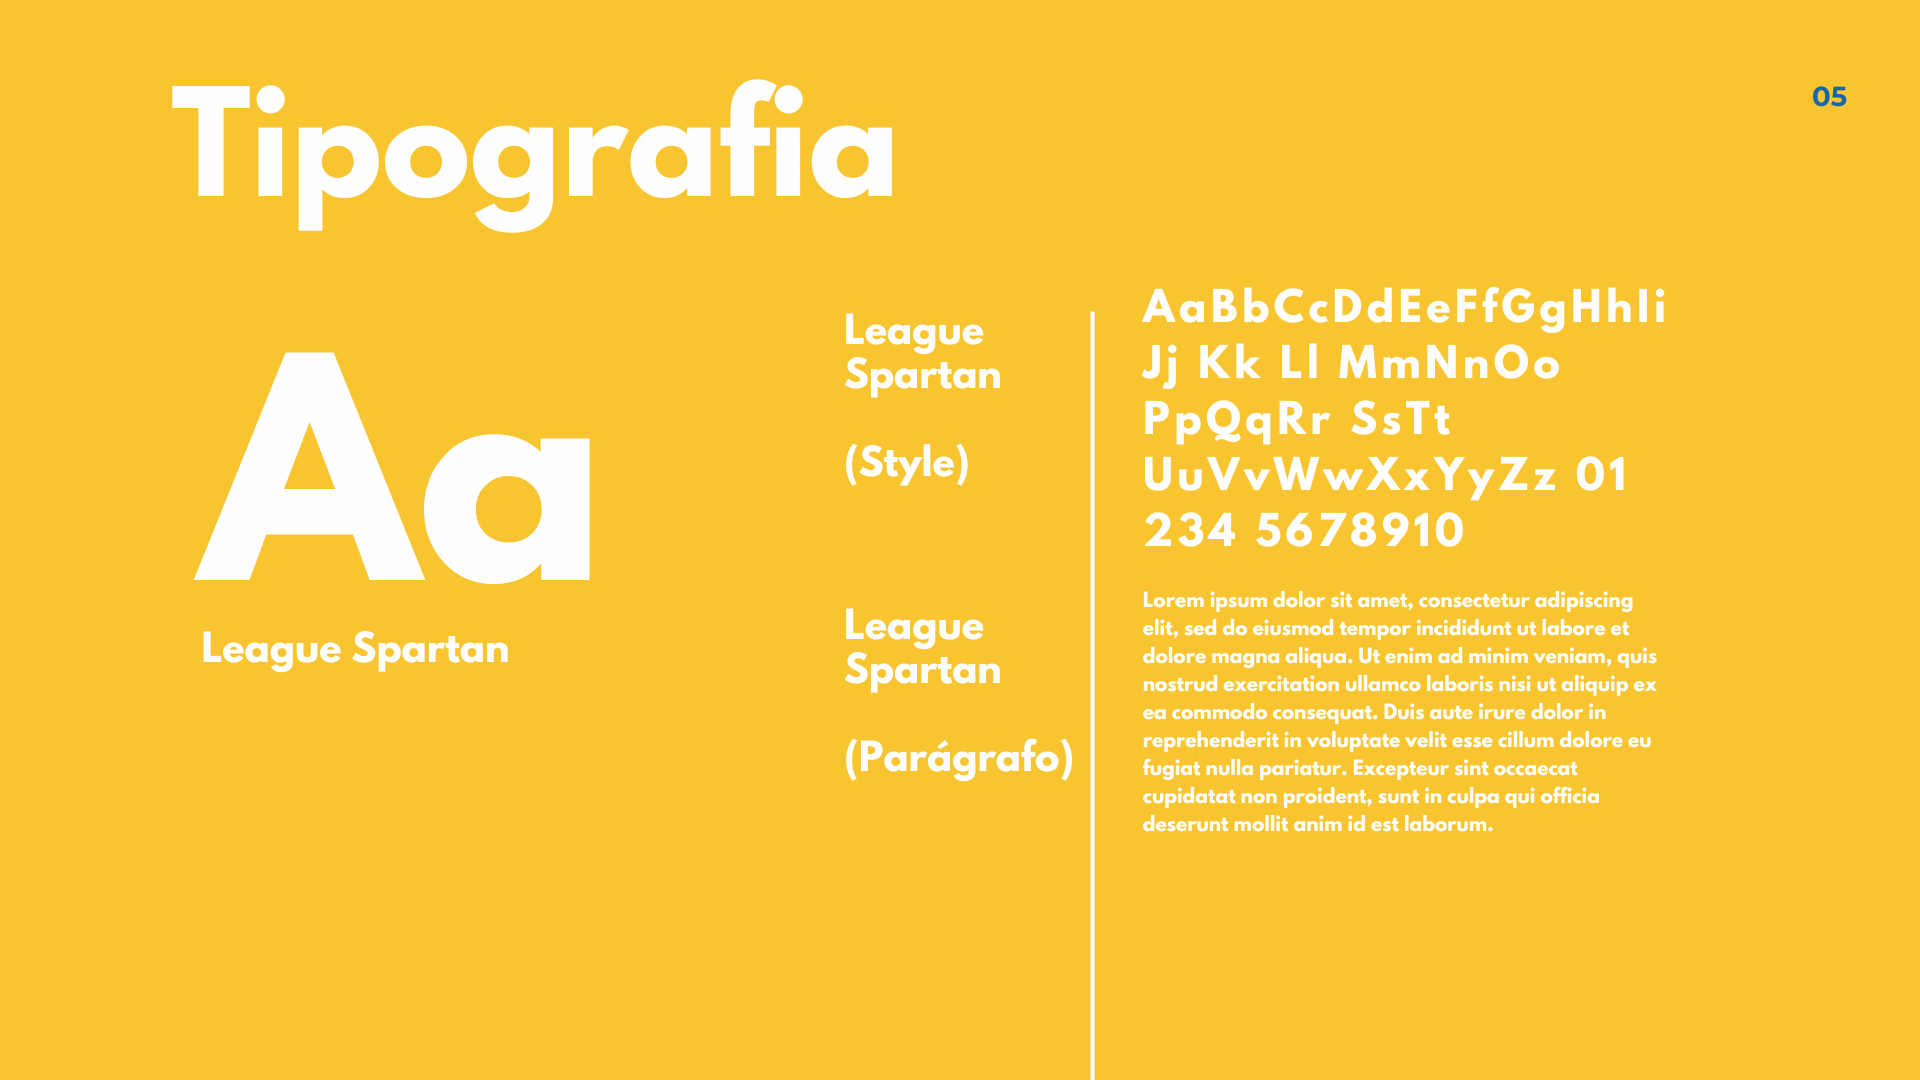 Tipografia
05
Aa
League Spartan
League
Spartan
(Style)
League
Spartan
(Parágrafo)
AaBbCcDdEeFfGgHhIi
Jj Kk Ll MmNnOo
PpQqRr SsTt
UuVvWwXxYyZz 01
234 5678910
Lorem ipsum dolor sit amet, consectetur adipiscing
elit, sed do eiusmod tempor incididunt ut labore et
dolore magna aliqua. Ut enim ad minim veniam, quis
nostrud exercitation ullamco laboris nisi ut aliquip ex
ea commodo consequat. Duis aute irure dolor in
reprehenderit in voluptate velit esse cillum dolore eu
fugiat nulla pariatur. Excepteur sint occaecat
cupidatat non proident, sunt in culpa qui officia
deserunt mollit anim id est laborum.